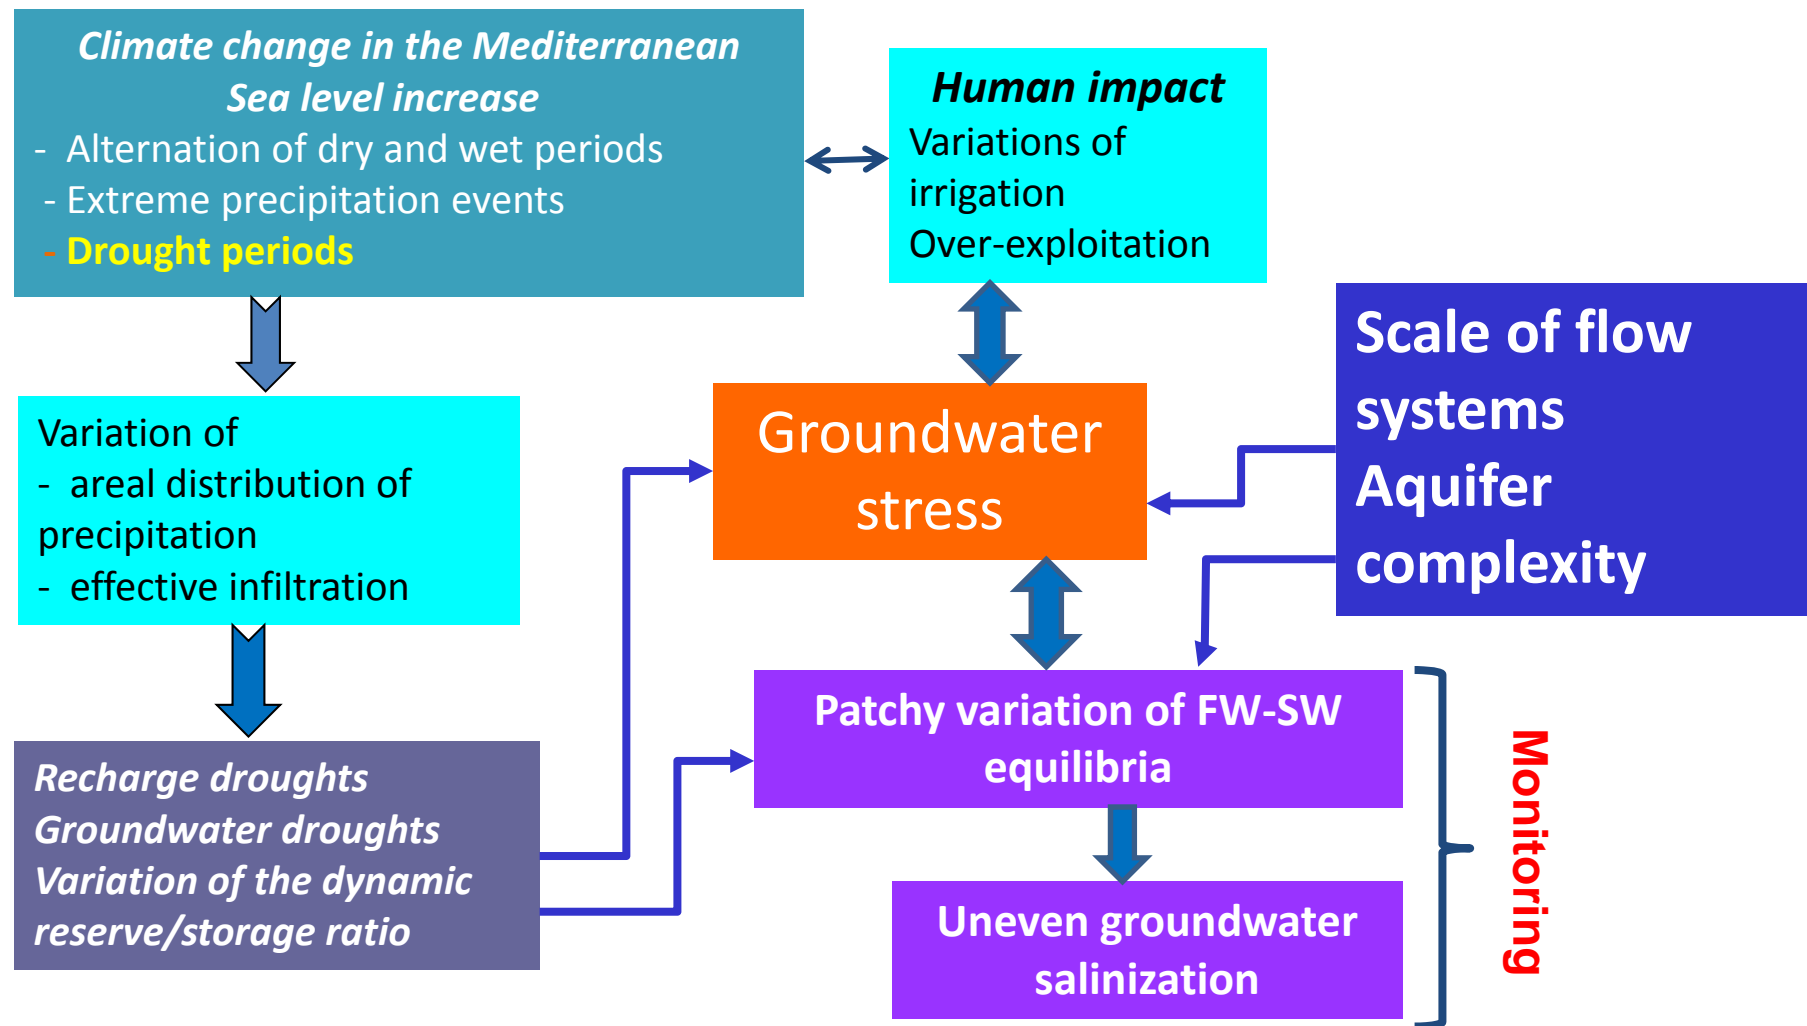 Climate change in the Mediterranean
Sea level increase
- Alternation of dry and wet periods
- Extreme precipitation events
- Drought periods
Human impact
Variations of
irrigation
Over-exploitation
Scale of flow
systems
Aquifer
complexity
Groundwater
stress
Variation of
- areal distribution of
precipitation
- effective infiltration
Patchy variation of FW-SW
equilibria
Monitoring
Recharge droughts
Groundwater droughts
Variation of the dynamic
reserve/storage ratio
Uneven groundwater
salinization